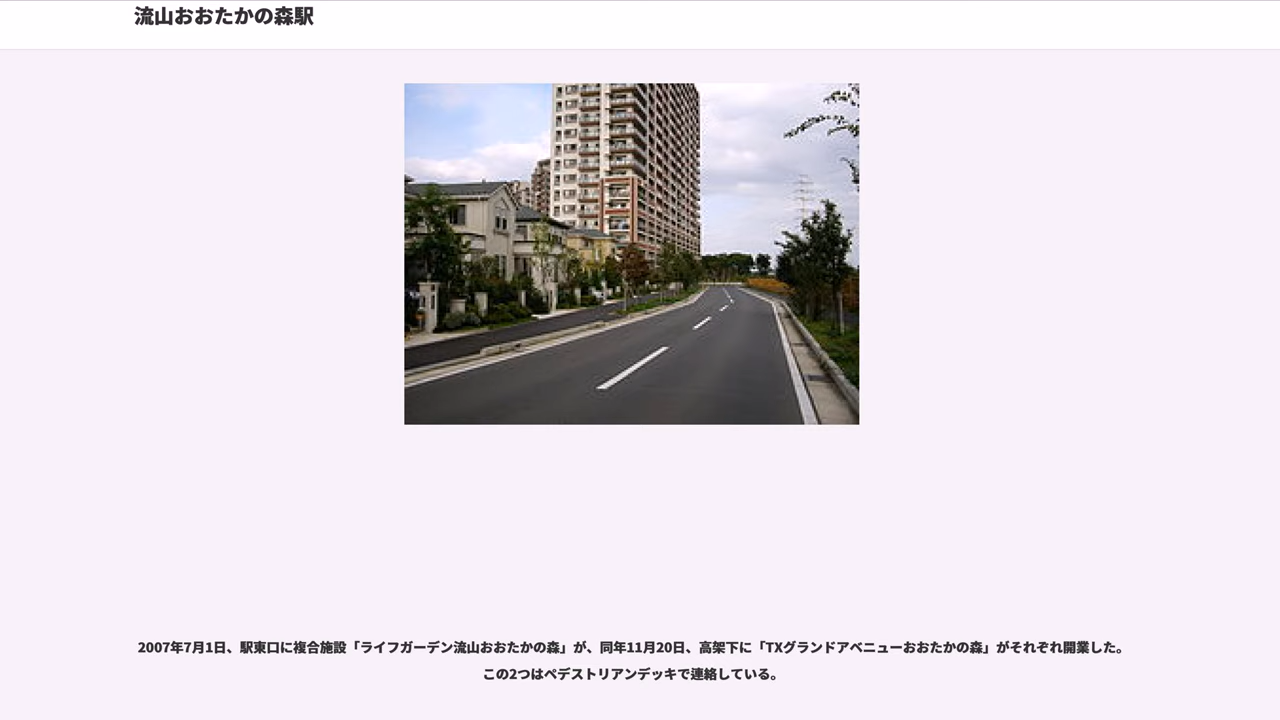 流山おおたかの森駅
2007年7月1日、駅東口に複合施設「ライフガーデン流山おおたかの森」が、同年11月20日、高架下に「TXグランドアベニューおおたかの森」がそれぞれ開業した。
この2つはペデストリアンデッキで連絡している。